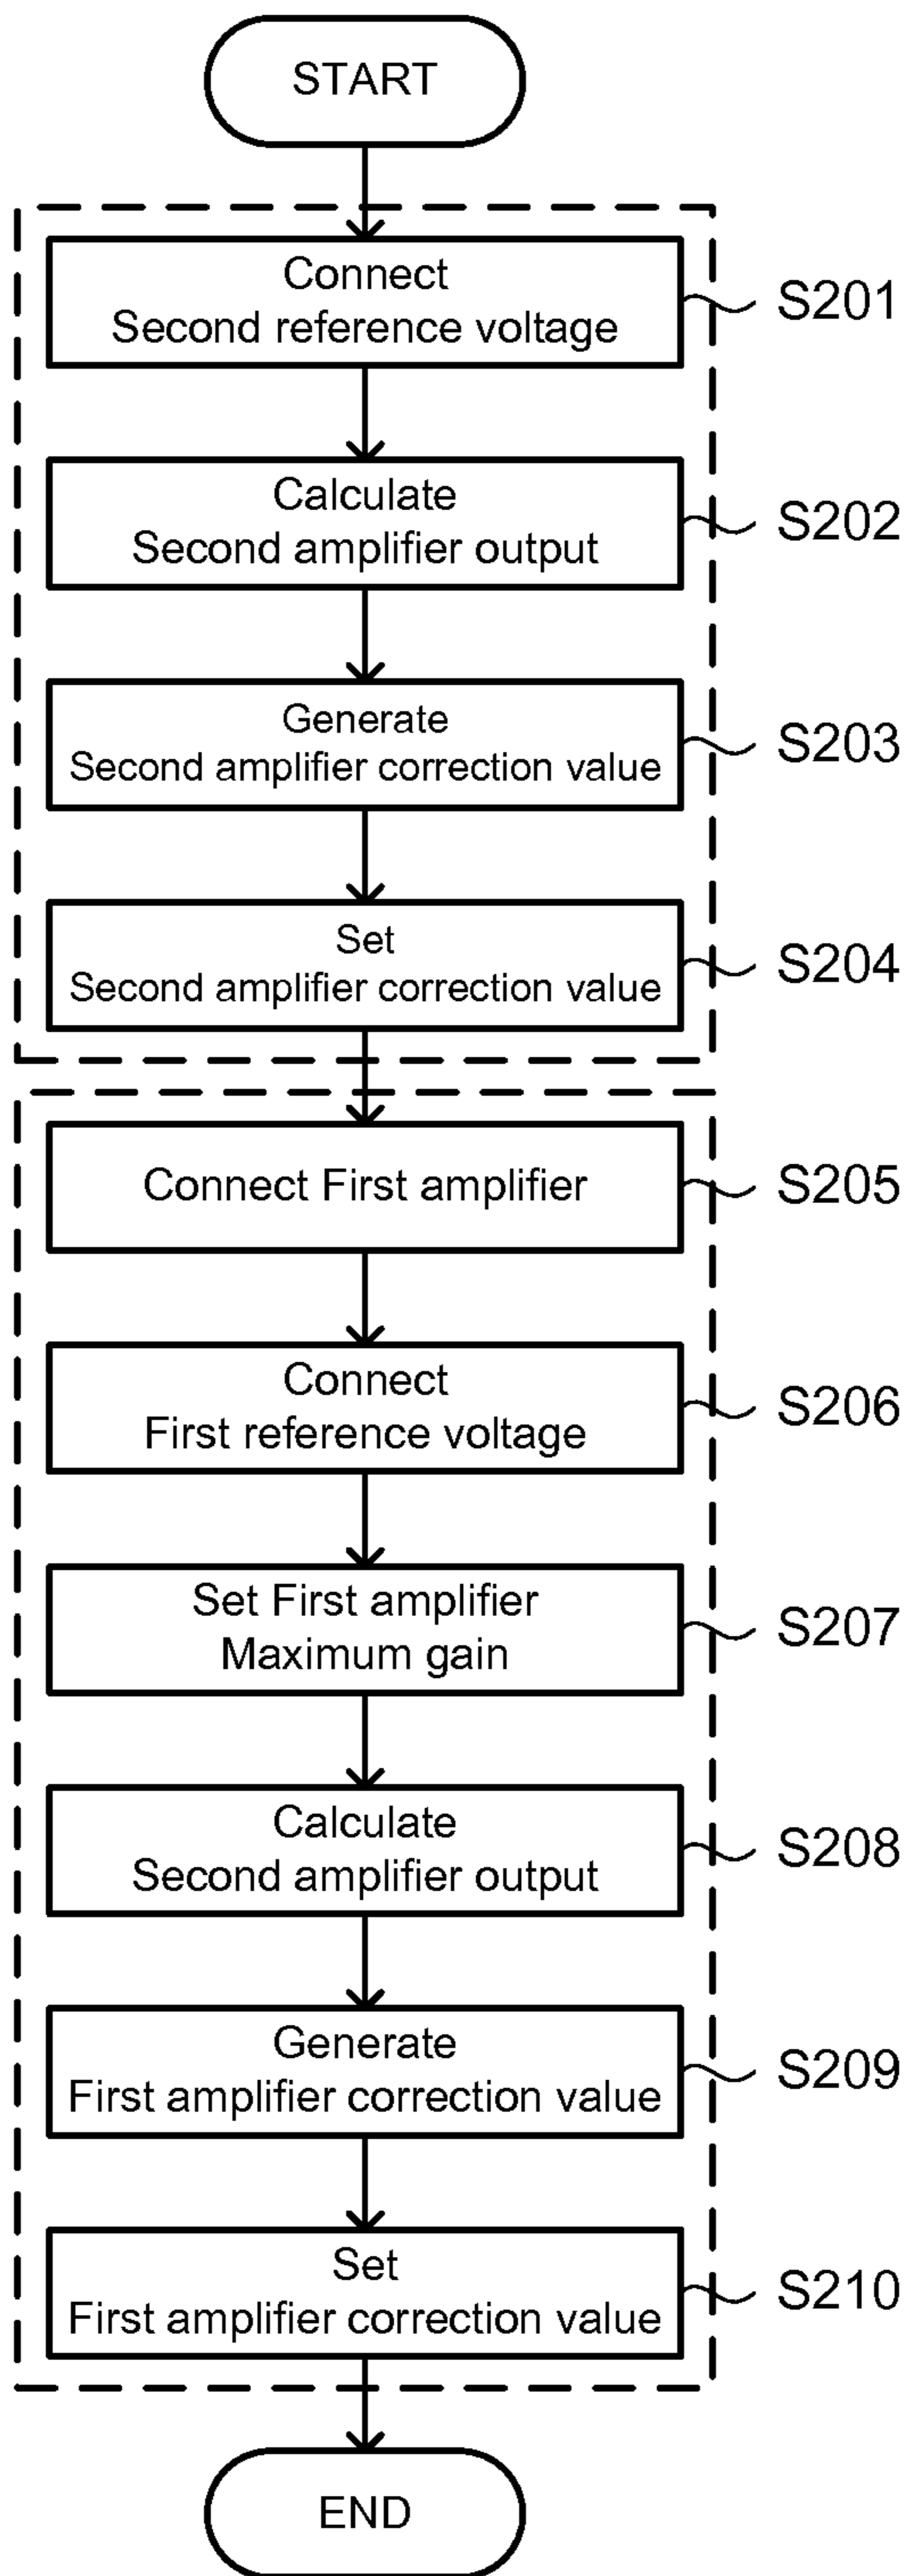 START
Connect
Second reference voltage
S201
Calculate
Second amplifier output
S202
Generate
Second amplifier correction value
S203
Set
Second amplifier correction value
S204
Connect First amplifier
S205
Connect
First reference voltage
S206
Set First amplifier
Maximum gain
S207
Calculate
Second amplifier output
S208
Generate
First amplifier correction value
S209
Set
First amplifier correction value
S210
END